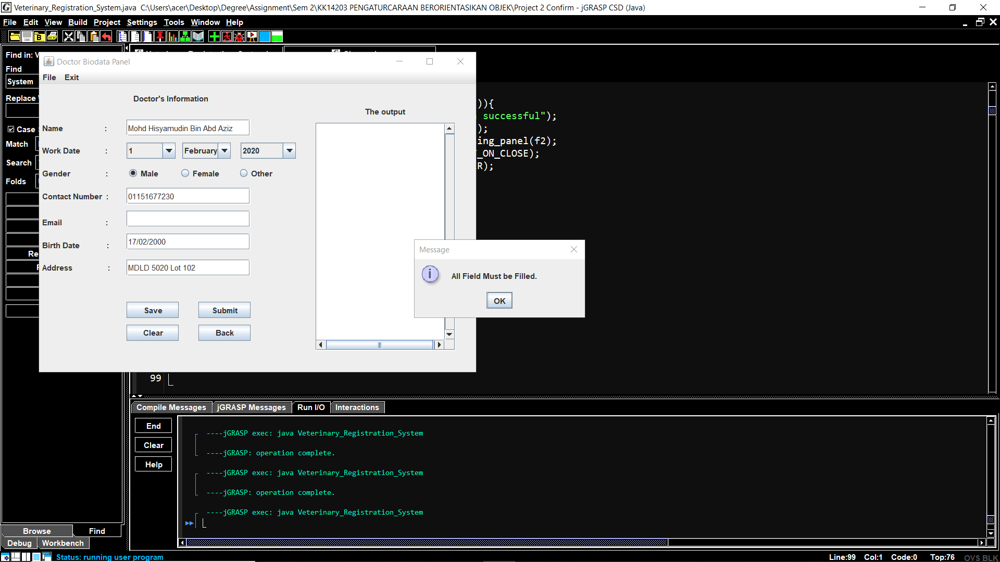 Veterinary_Registration_System.java  C:\Users\acer\Desktop\Degree\Assignment\Sem 2\KK14203 PENGATURCARAAN BERORIENTASIKAN OBJEK\Project 2 Confirm - jGRASP CSD (Java)
File Edit View Build Project Settings Tools Window Help
Find in: V
Find
System
Replace
Case
Match
Search
Folds
Re
Doctor Biodata Panel
File Exit
Doctor's Information
The output
Name :
Mohd Hisyamudin Bin Abd Aziz
Work Date : 1 February 2020
Gender : Male Female Other
Contact Number : 01151677230
Email :
Birth Date : 17/02/2000
Address : MDLD 5020 Lot 102
Save Submit
Clear Back
Message
All Field Must be Filled.
OK
)){
successful");
);
ing_panel(f2);
_ON_CLOSE);
R);
99
Compile Messages jGRASP Messages Run I/O Interactions
End
Clear
Help
----jGRASP exec: java Veterinary_Registration_System
----jGRASP: operation complete.
----jGRASP exec: java Veterinary_Registration_System
----jGRASP: operation complete.
----jGRASP exec: java Veterinary_Registration_System
Browse Find
Debug Workbench
Status: running user program
Line:99 Col:1 Code:0 Top:76 OVS BLK